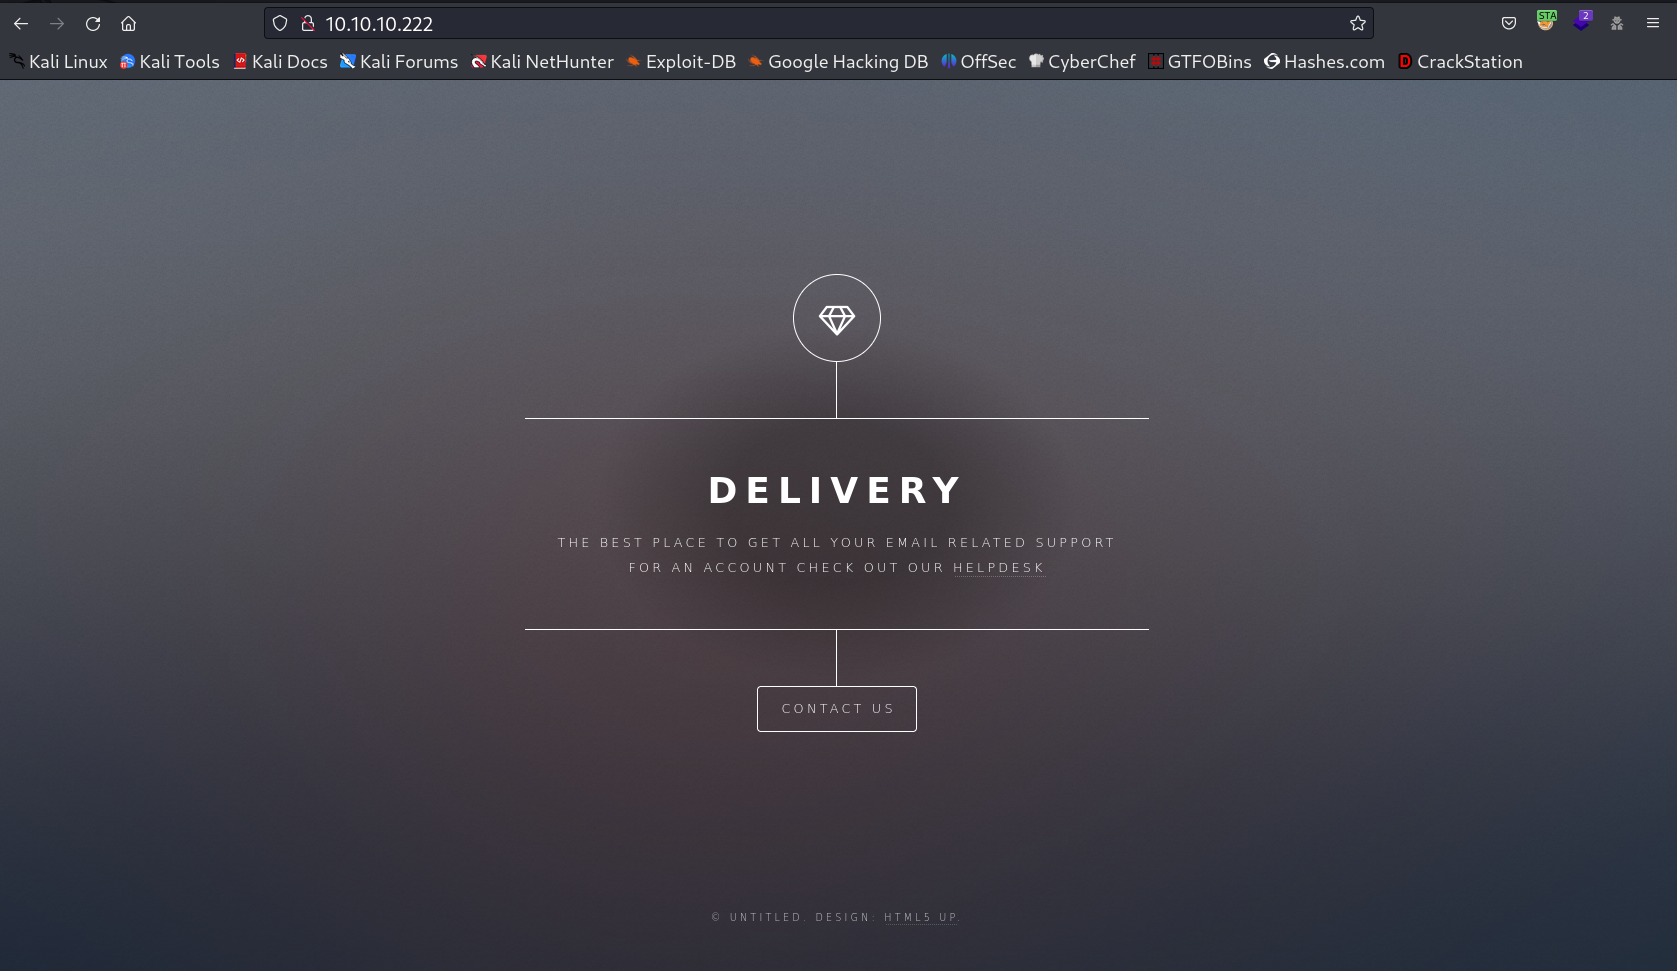 10.10.10.222
STA
2
Kali Linux Kali Tools Kali Docs Kali Forums Kali NetHunter Exploit-DB Google Hacking DB OffSec CyberChef GTFOBins Hashes.com CrackStation
DELIVERY
THE BEST PLACE TO GET ALL YOUR EMAIL RELATED SUPPORT
FOR AN ACCOUNT CHECK OUT OUR HELPDESK
CONTACT US
© UNTITLED. DESIGN: HTML5 UP.